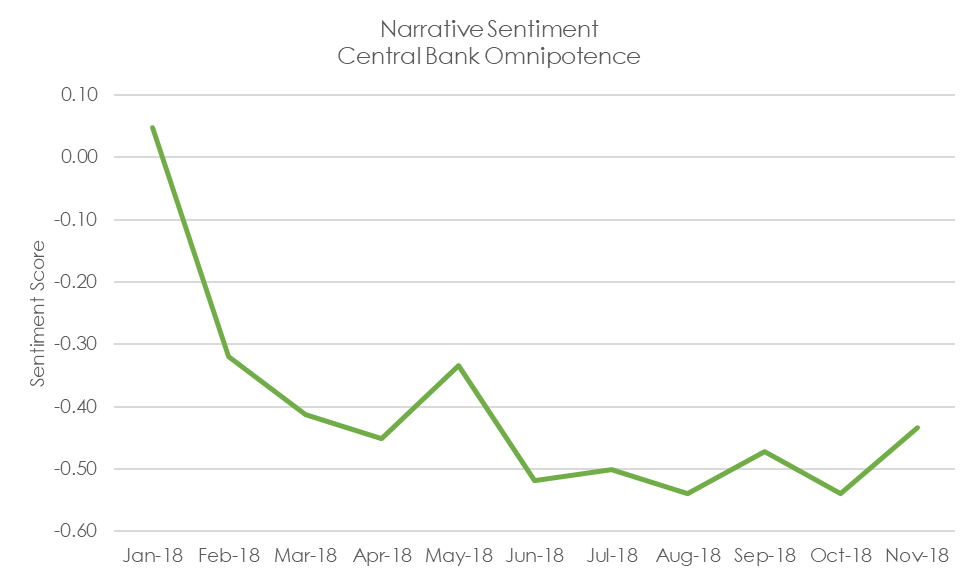 Narrative Sentiment
Central Bank Omnipotence
0.10
0.00
-0.10
-0.20
-0.30
-0.40
-0.50
-0.60
Sentiment Score
Jan-18 Feb-18 Mar-18 Apr-18 May-18 Jun-18 Jul-18 Aug-18 Sep-18 Oct-18 Nov-18